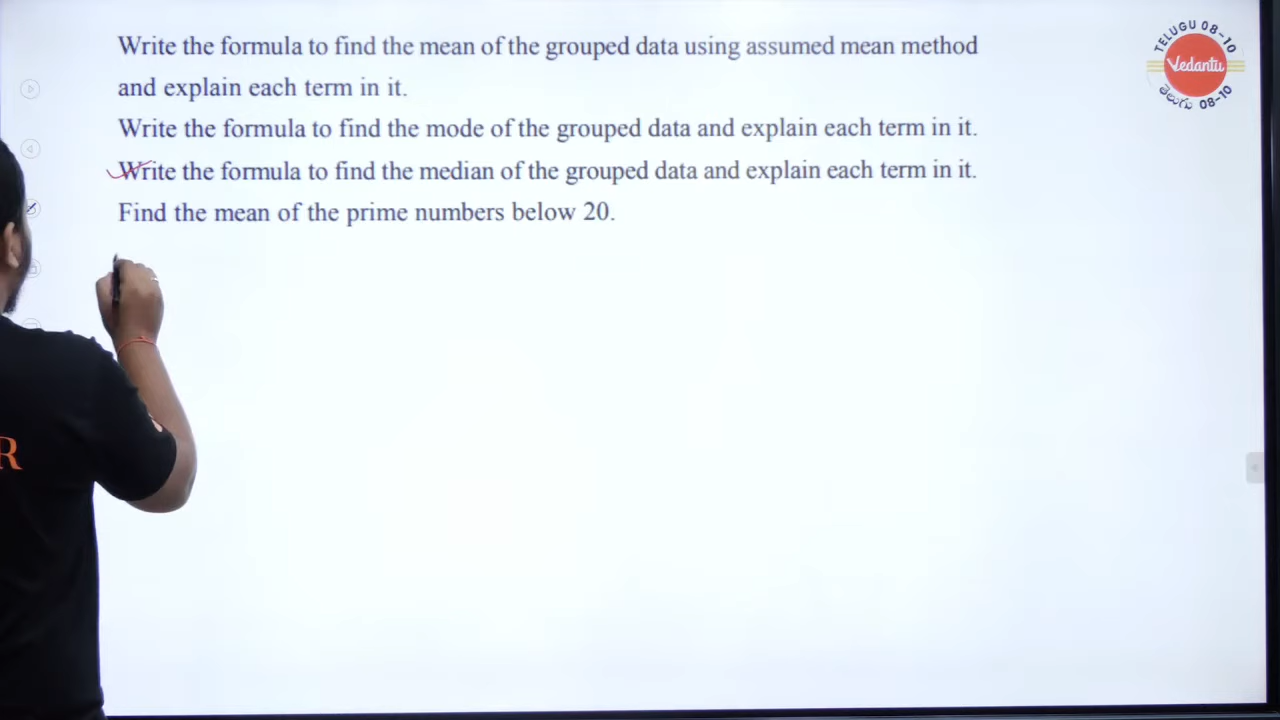 Write the formula to find the mean of the grouped data using assumed mean method
and explain each term in it.
Write the formula to find the mode of the grouped data and explain each term in it.
Write the formula to find the median of the grouped data and explain each term in it.
Find the mean of the prime numbers below 20.
TELUGU 08-10
Vedantu
తెలుగు 08-10
R